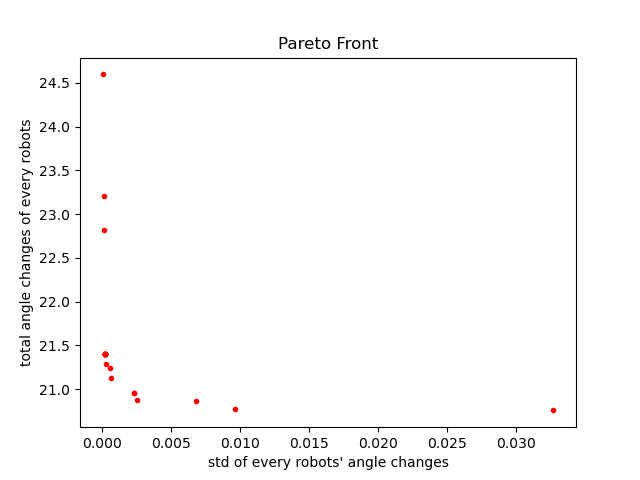 Pareto Front
total angle changes of every robots
24.5
24.0
23.5
23.0
22.5
22.0
21.5
21.0
0.000 0.005 0.010 0.015 0.020 0.025 0.030
std of every robots' angle changes